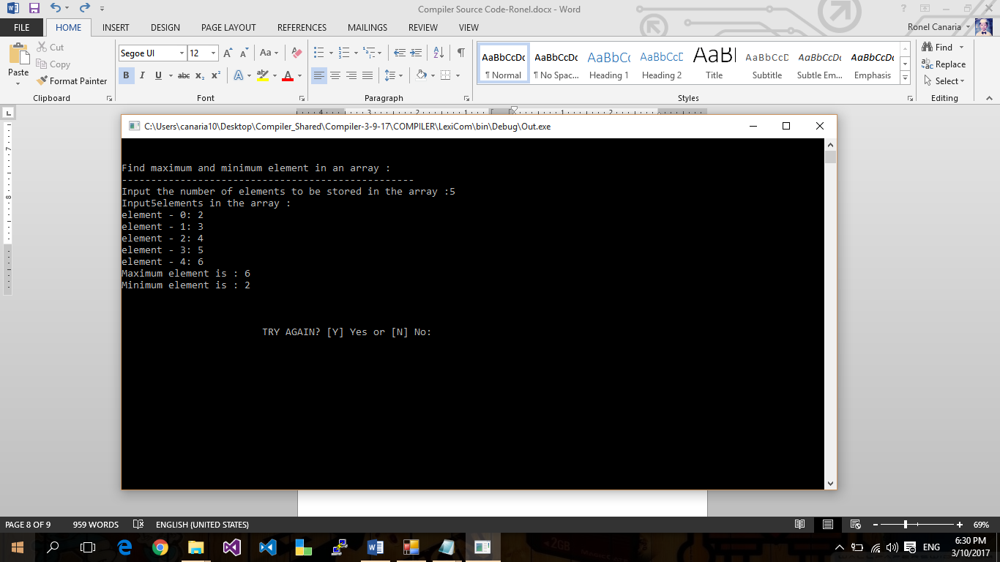 Compiler Source Code-Ronel.docx - Word
FILE HOME INSERT DESIGN PAGE LAYOUT REFERENCES MAILINGS REVIEW VIEW Ronel Canaria
Paste
Cut
Copy
Format Painter
Clipboard
Segoe UI 12
Font
Paragraph
AaBbCcDc AaBbCcDc AaBbCc AaBbCcD AaBl AaBbCcD AaBbCcDc AaBbCcDc
¶ Normal ¶ No Spac... Heading 1 Heading 2 Title Subtitle Subtle Em... Emphasis
Styles
Find
Replace
Select
Editing
C:\Users\canaria10\Desktop\Compiler_Shared\Compiler-3-9-17\COMPILER\LexiCom\bin\Debug\Out.exe
Find maximum and minimum element in an array :
--------------------------------------------------
Input the number of elements to be stored in the array :5
Input5elements in the array :
element - 0: 2
element - 1: 3
element - 2: 4
element - 3: 5
element - 4: 6
Maximum element is : 6
Minimum element is : 2
TRY AGAIN? [Y] Yes or [N] No:
PAGE 8 OF 9 959 WORDS ENGLISH (UNITED STATES) 69%
ENG
6:30 PM
3/10/2017